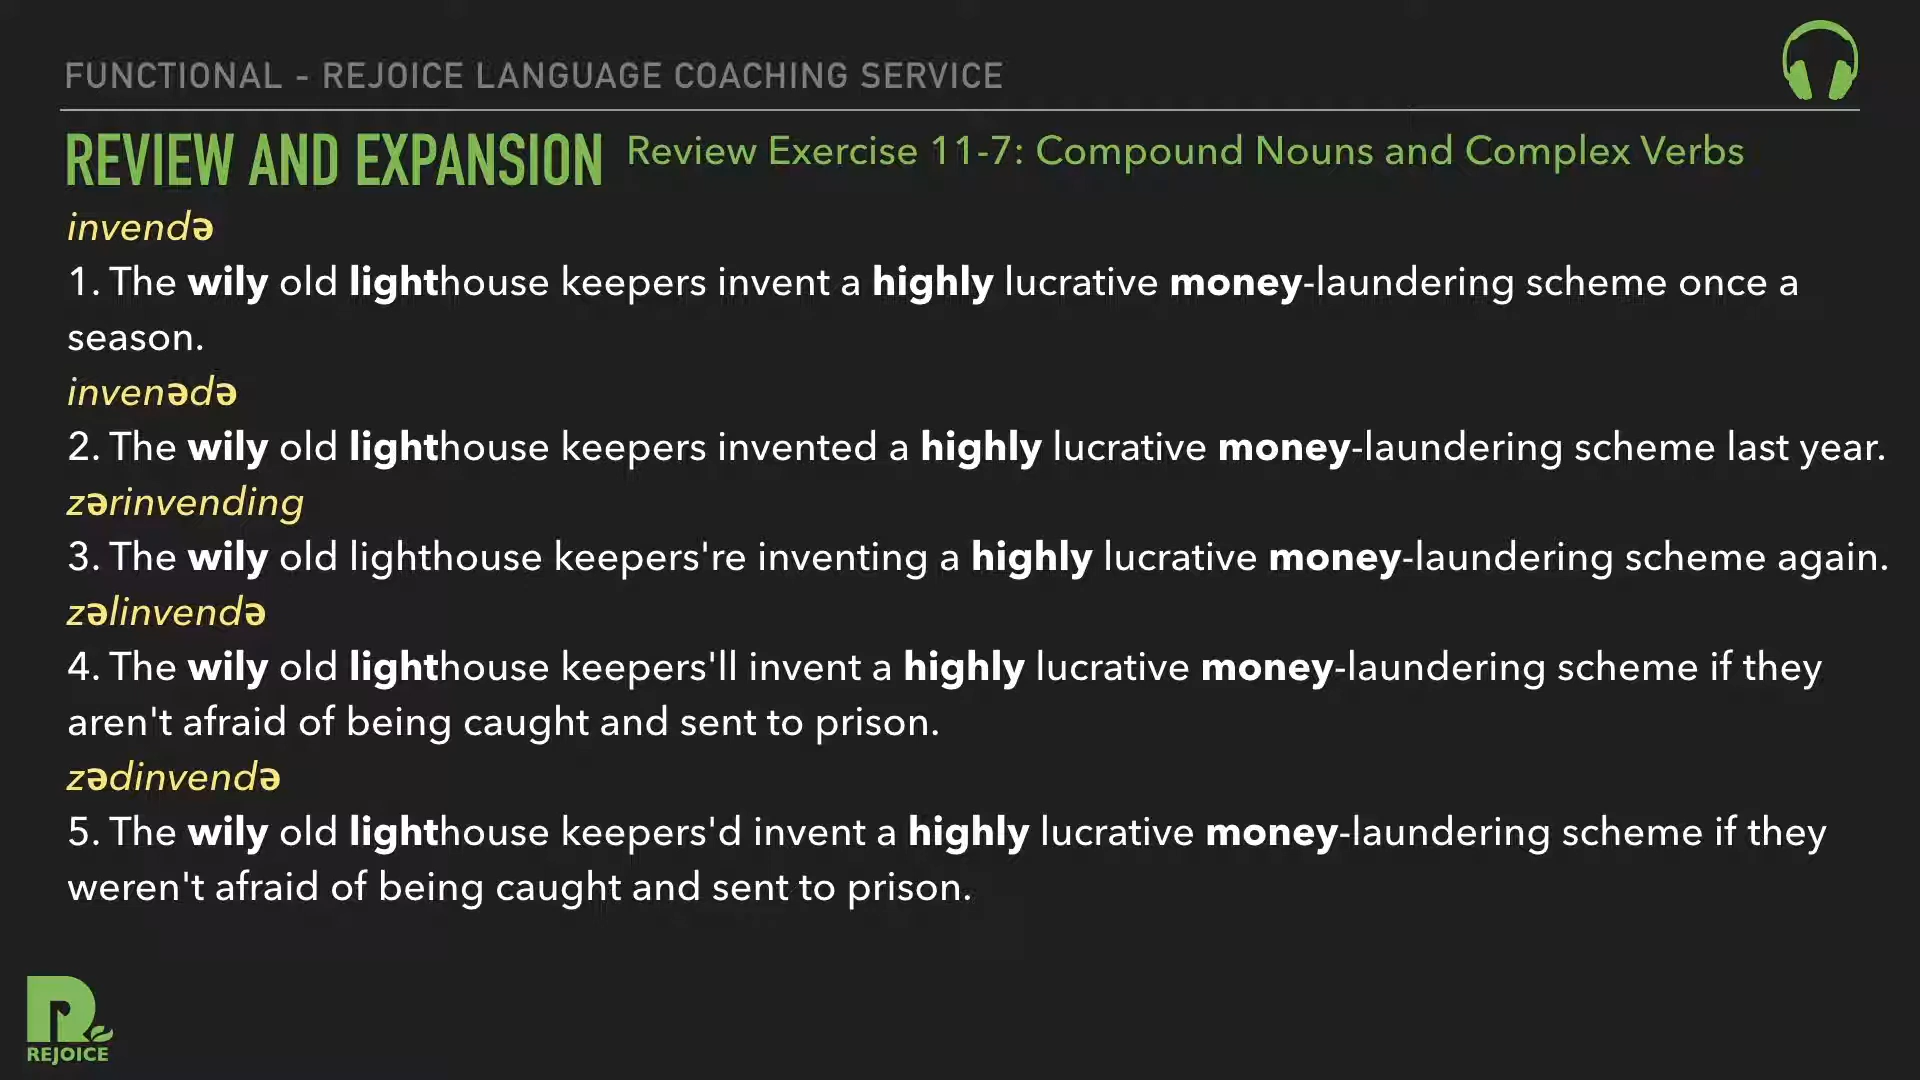 FUNCTIONAL - REJOICE LANGUAGE COACHING SERVICE
REVIEW AND EXPANSION Review Exercise 11-7: Compound Nouns and Complex Verbs
invendə
1. The wily old lighthouse keepers invent a highly lucrative money-laundering scheme once a
season.
invenədə
2. The wily old lighthouse keepers invented a highly lucrative money-laundering scheme last year.
zərinvending
3. The wily old lighthouse keepers're inventing a highly lucrative money-laundering scheme again.
zəlinvendə
4. The wily old lighthouse keepers'll invent a highly lucrative money-laundering scheme if they
aren't afraid of being caught and sent to prison.
zədinvendə
5. The wily old lighthouse keepers'd invent a highly lucrative money-laundering scheme if they
weren't afraid of being caught and sent to prison.
REJOICE